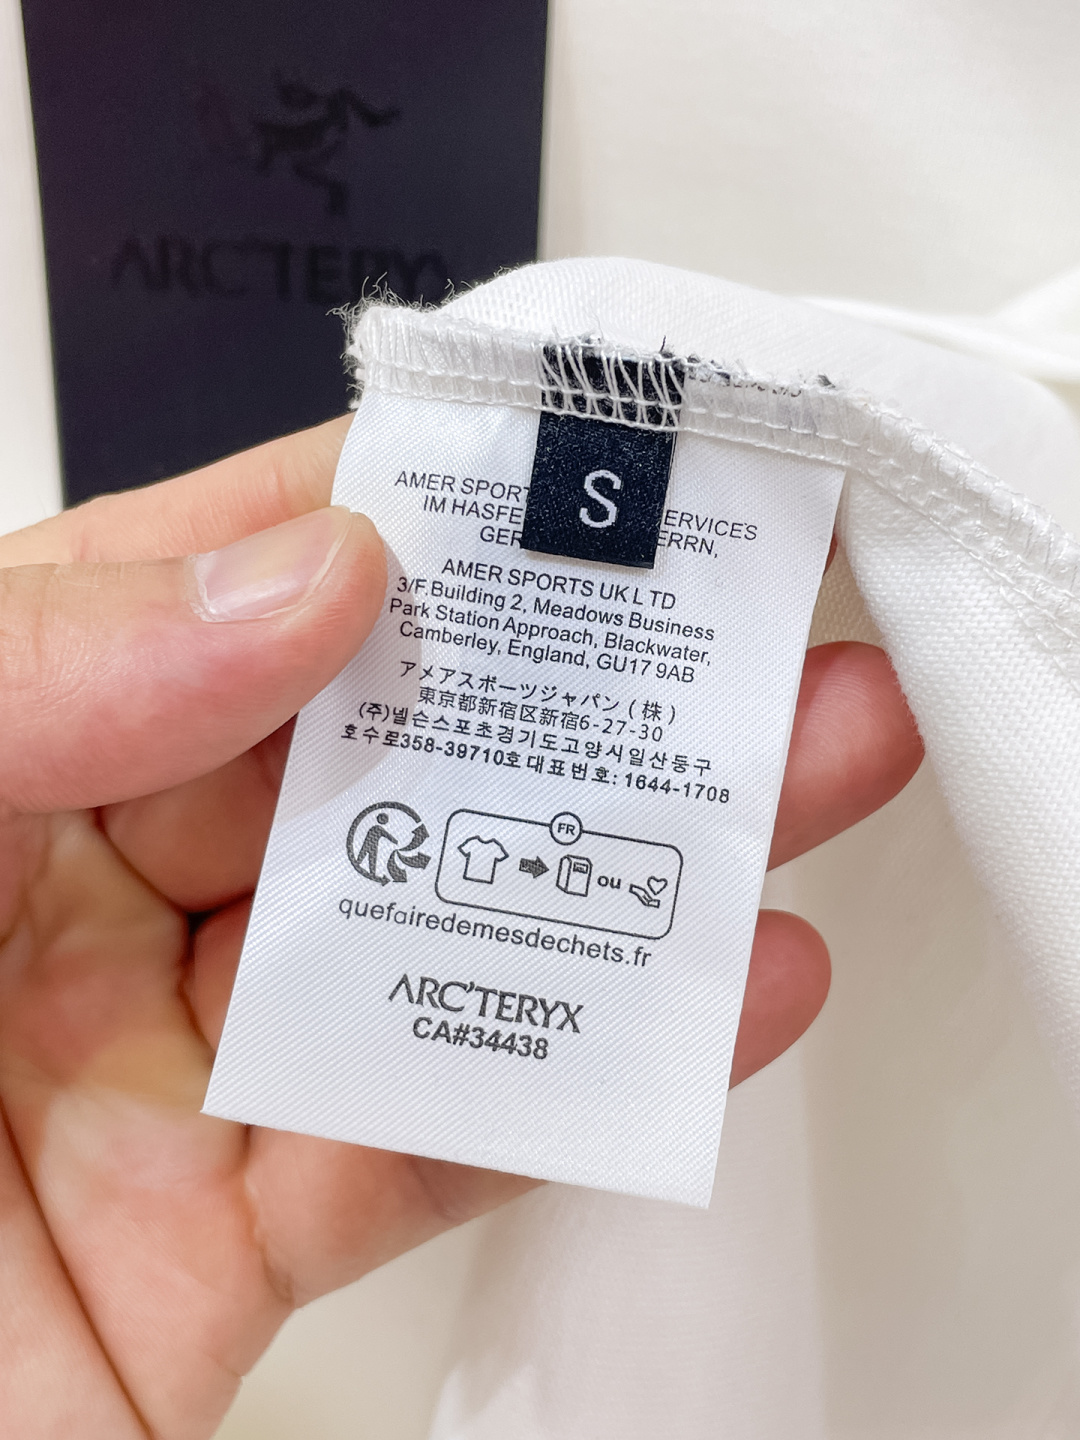 ARC'TERYX
S
AMER SPORT ERVICES
IM HASFE ERRN,
GER
AMER SPORTS UK L TD
3/F.Building 2, Meadows Business
Park Station Approach, Blackwater,
Camberley, England, GU17 9AB
アメアスポーツジャパン(株)
東京都新宿区新宿6-27-30
(주)넬슨스포츠경기도고양시일산동구
호수로358-39710호대표번호: 1644-1708
FR
ou
quefairedemesdechets.fr
ARC'TERYX
CA#34438